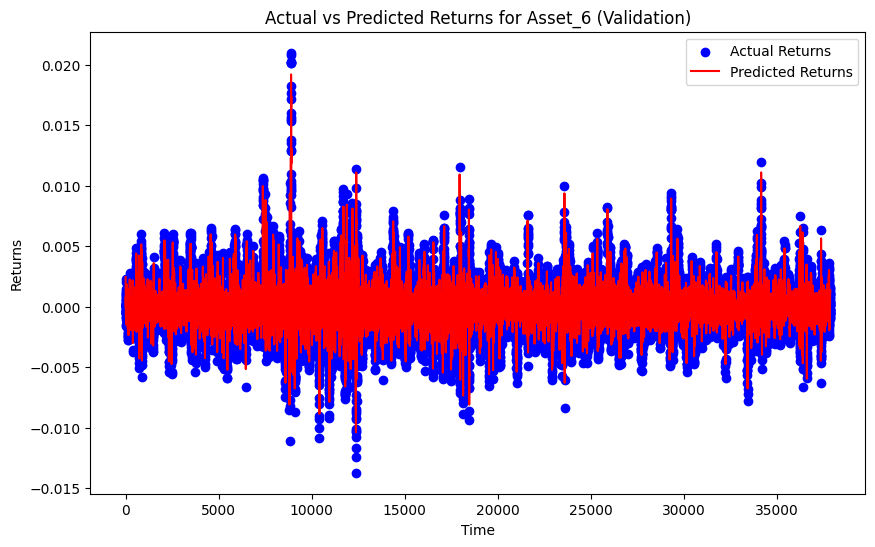 Actual vs Predicted Returns for Asset_6 (Validation)
Actual Returns
Predicted Returns
Returns
0.020
0.015
0.010
0.005
0.000
−0.005
−0.010
−0.015
0 5000 10000 15000 20000 25000 30000 35000
Time